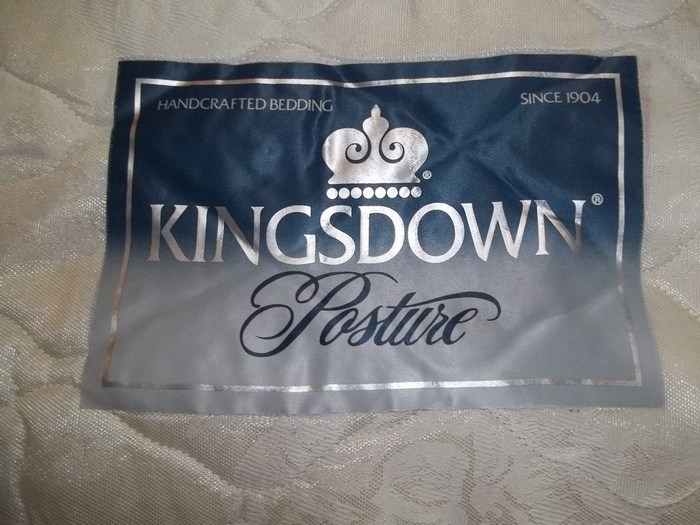 HANDCRAFTED BEDDING
SINCE 1904
®
KINGSDOWN®
Posture